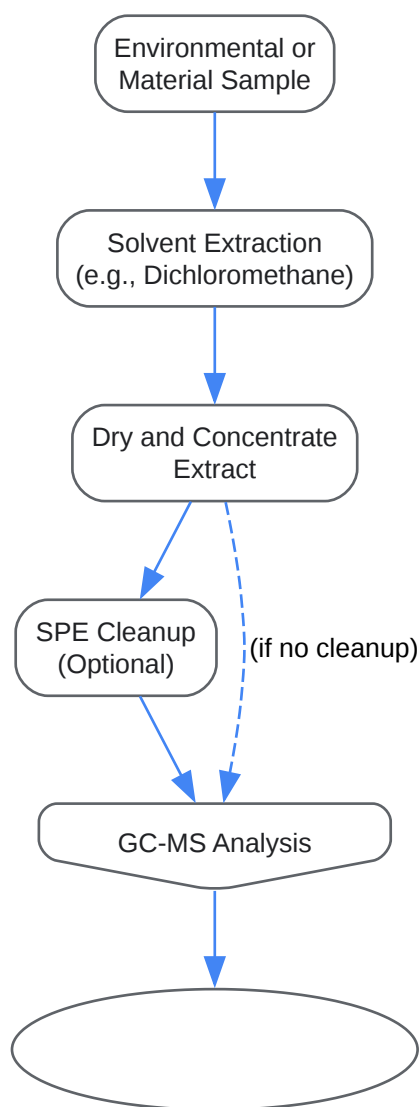 Environmental or
Material Sample
Solvent Extraction
(e.g., Dichloromethane)
Dry and Concentrate
Extract
SPE Cleanup
(Optional)
(if no cleanup)
GC-MS Analysis